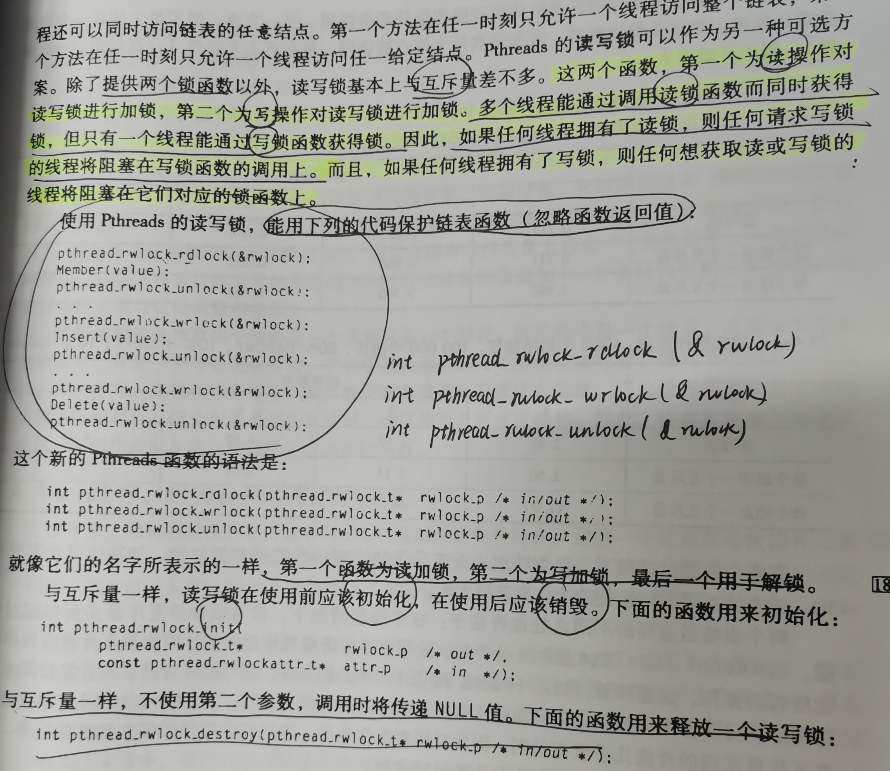 程还可以同时访问链表的任意结点。第一个方法在任一时刻只允许一个线程访问整个链表，
个方法在任一时刻只允许一个线程访问任一给定结点。Pthreads 的读写锁可以作为另一种可选方
案。除了提供两个锁函数以外，读写锁基本上与互斥量差不多。这两个函数，第一个为读操作对
读写锁进行加锁，第二个为写操作对读写锁进行加锁。多个线程能通过调用读锁函数而同时获得
锁，但只有一个线程能通过写锁函数获得锁。因此，如果任何线程拥有了读锁，则任何请求写锁
的线程将阻塞在写锁函数的调用上。而且，如果任何线程拥有了写锁，则任何想获取读或写锁的
线程将阻塞在它们对应的锁函数上。
使用 Pthreads 的读写锁，能用下列的代码保护链表函数（忽略函数返回值）：
pthread_rwlock_rdlock(&rwlock);
Member(value);
pthread_rwlock_unlock(&rwlock);
. . .
pthread_rwlock_wrlock(&rwlock);
Insert(value);
pthread_rwlock_unlock(&rwlock);
. . .
pthread_rwlock_wrlock(&rwlock);
Delete(value);
pthread_rwlock_unlock(&rwlock);
int pthread_rwlock_rdlock (& rwlock)
int pthread_rwlock_wrlock (& rwlock)
int pthread_rwlock_unlock ( & rwlock)
这个新的 Pthreads 函数的语法是：
int pthread_rwlock_rdlock(pthread_rwlock_t* rwlock_p /* in/out */);
int pthread_rwlock_wrlock(pthread_rwlock_t* rwlock_p /* in/out */);
int pthread_rwlock_unlock(pthread_rwlock_t* rwlock_p /* in/out */);
就像它们的名字所表示的一样，第一个函数为读加锁，第二个为写加锁，最后一个用于解锁。
18
与互斥量一样，读写锁在使用前应该初始化，在使用后应该销毁。下面的函数用来初始化：
int pthread_rwlock_init(
pthread_rwlock_t* rwlock_p /* out */,
const pthread_rwlockattr_t* attr_p /* in */);
与互斥量一样，不使用第二个参数，调用时将传递 NULL 值。下面的函数用来释放一个读写锁：
int pthread_rwlock_destroy(pthread_rwlock_t* rwlock_p /* in/out */);